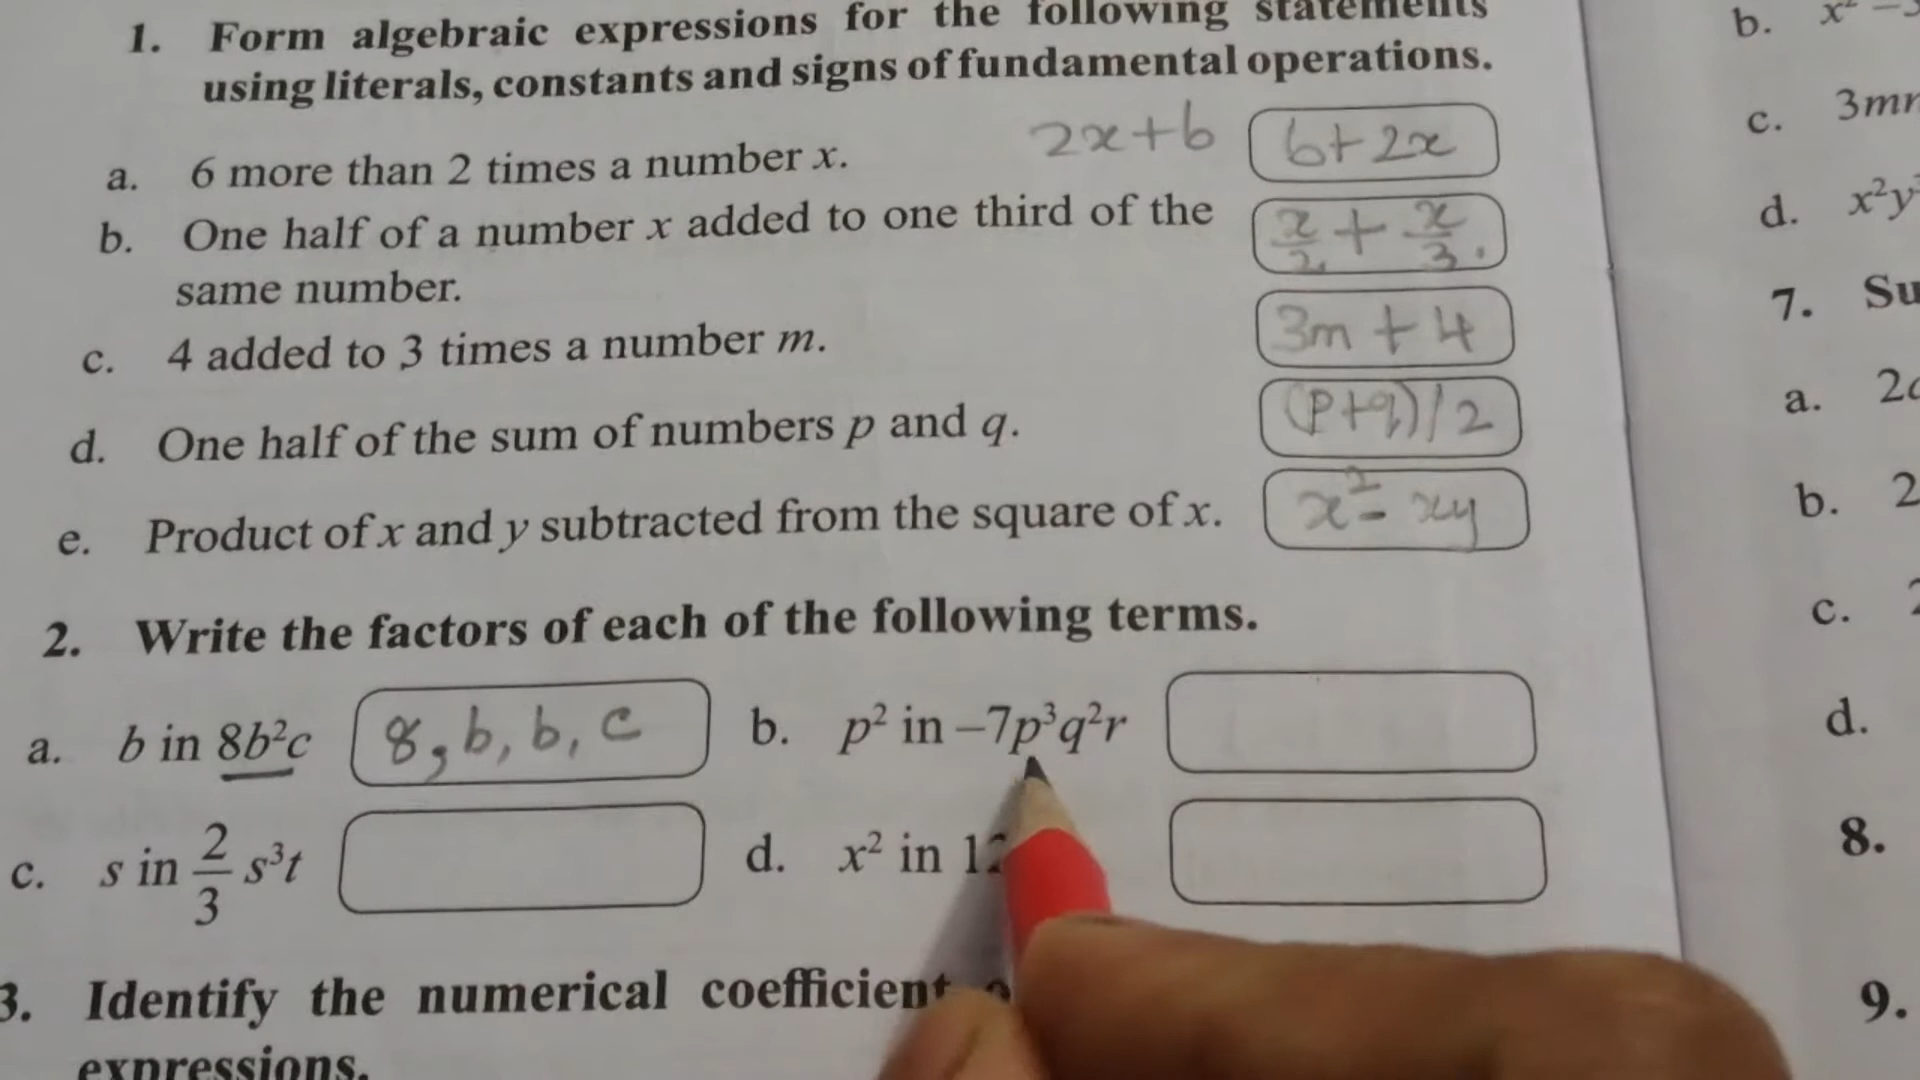 1. Form algebraic expressions for the following statements
using literals, constants and signs of fundamental operations.
a. 6 more than 2 times a number x. 2x+6 6+2x
b. One half of a number x added to one third of the
same number. x/2 + x/3.
c. 4 added to 3 times a number m. 3m + 4
d. One half of the sum of numbers p and q. (p+q)/2
e. Product of x and y subtracted from the square of x. x² - xy
2. Write the factors of each of the following terms.
a. b in 8b²c 8, b, b, c b. p² in –7p³q²r
c. s in 2/3 s³t d. x² in
3. Identify the numerical coefficient
expressions.
b. x² –
c.
d.
7.
a.
b. 2
c.
d.
8.
9.